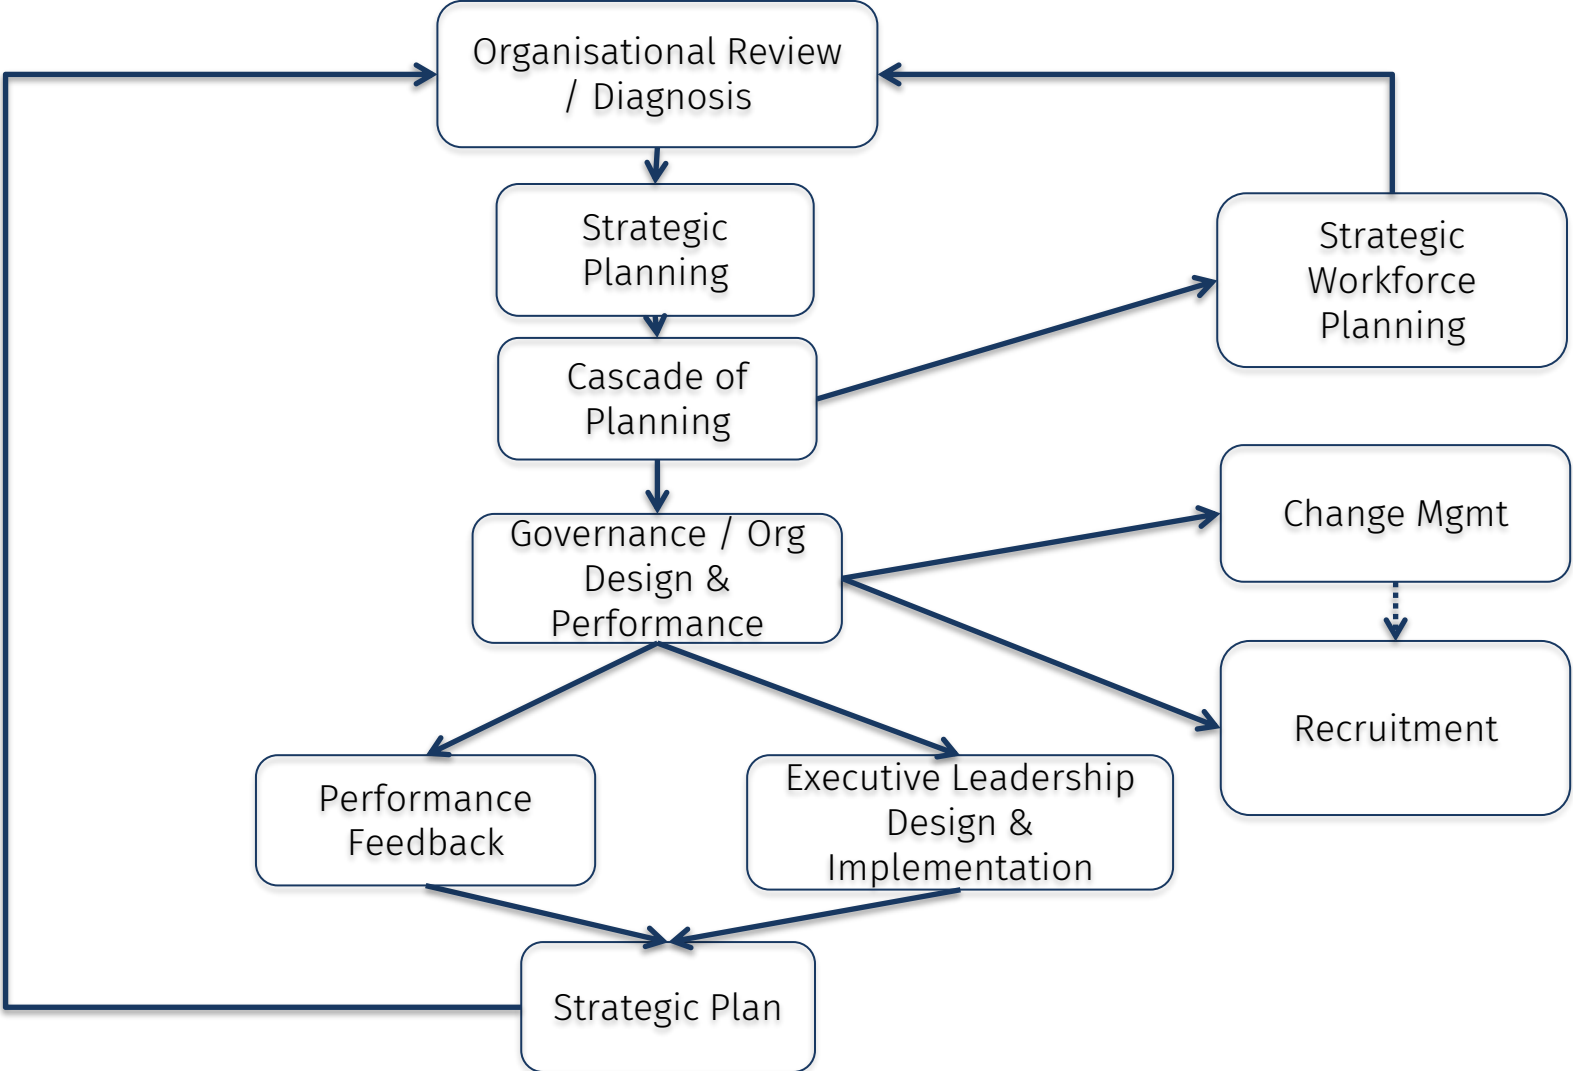 Organisational Review
/ Diagnosis
Strategic
Planning
Strategic
Workforce
Planning
Cascade of
Planning
Change Mgmt
Governance / Org
Design &
Performance
Recruitment
Performance
Feedback
Executive Leadership
Design &
Implementation
Strategic Plan